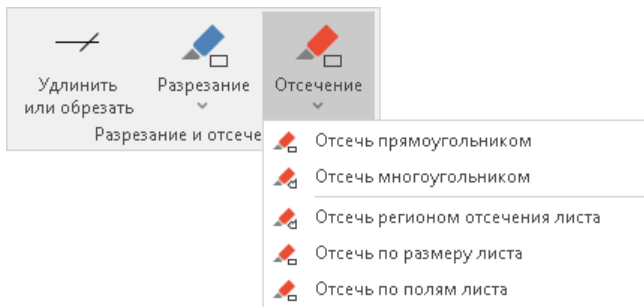 Удлинить
или обрезать
Разрезание
Отсечение
Разрезание и отсече
Отсечь прямоугольником
Отсечь многоугольником
Отсечь регионом отсечения листа
Отсечь по размеру листа
Отсечь по полям листа